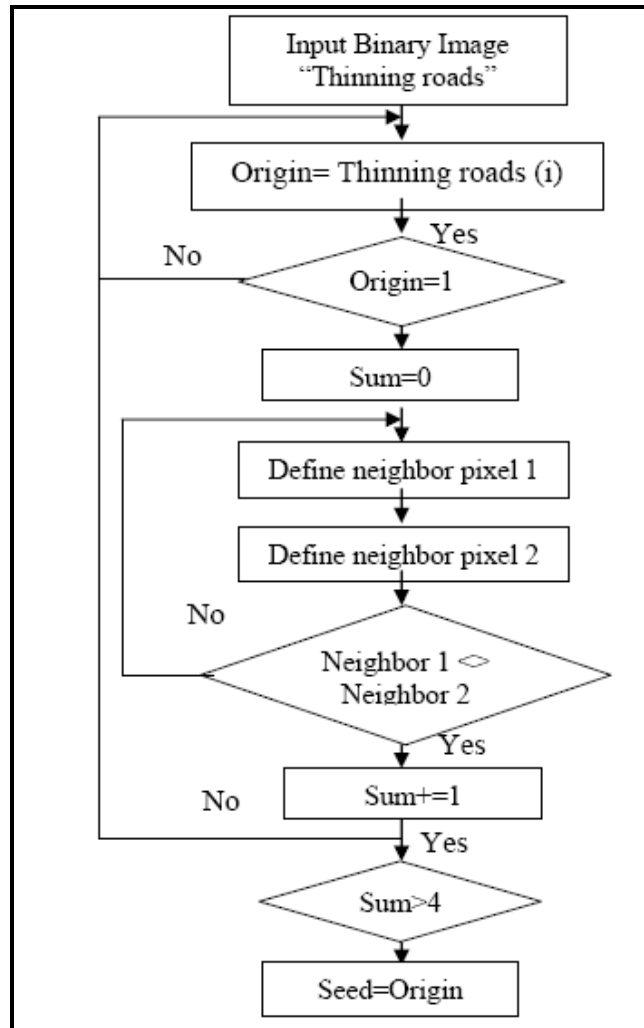 Input Binary Image
“Thinning roads”
Origin= Thinning roads (i)
Yes
No
Origin=1
Sum=0
Define neighbor pixel 1
Define neighbor pixel 2
No
Neighbor 1 <>
Neighbor 2
Yes
Sum+=1
No
Yes
Sum>4
Seed=Origin